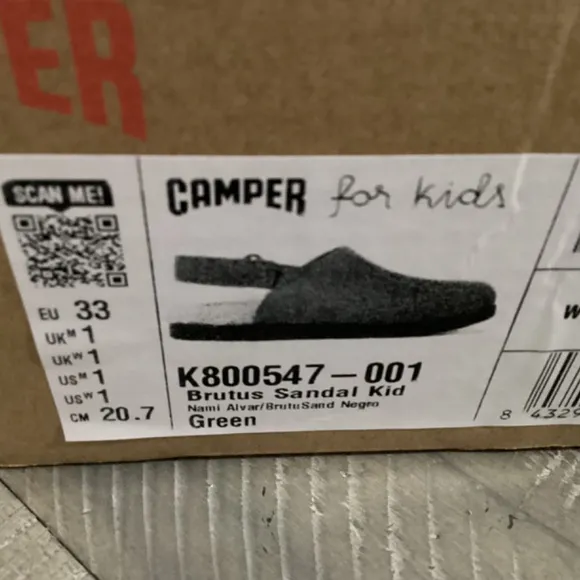 ER
SCAN ME!
CAMPER for kids
EU 33
UKM 1
UKW 1
USM 1
USW 1
CM 20.7
K800547-001
Brutus Sandal Kid
Nami Alvar/BrutuSand Negro
Green
8 4329